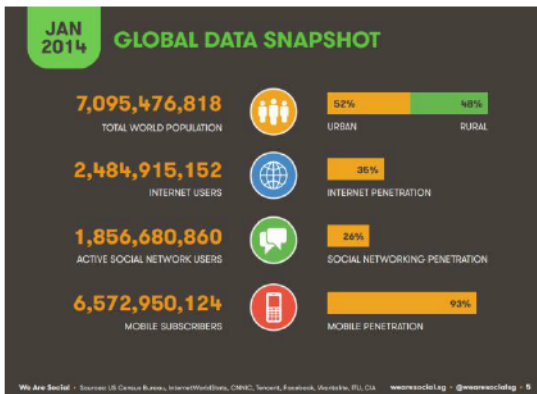 JAN
2014
GLOBAL DATA SNAPSHOT
7,095,476,818
TOTAL WORLD POPULATION
52%
48%
URBAN
RURAL
2,484,915,152
INTERNET USERS
35%
INTERNET PENETRATION
1,856,680,860
ACTIVE SOCIAL NETWORK USERS
26%
SOCIAL NETWORKING PENETRATION
6,572,950,124
MOBILE SUBSCRIBERS
93%
MOBILE PENETRATION
We Are Social • Sources: US Census Bureau, InternetWorldStats, CNNIC, Tencent, Facebook, VKontakte, ITU, CIA
wearesocial.sg • @wearesocialsg • 5